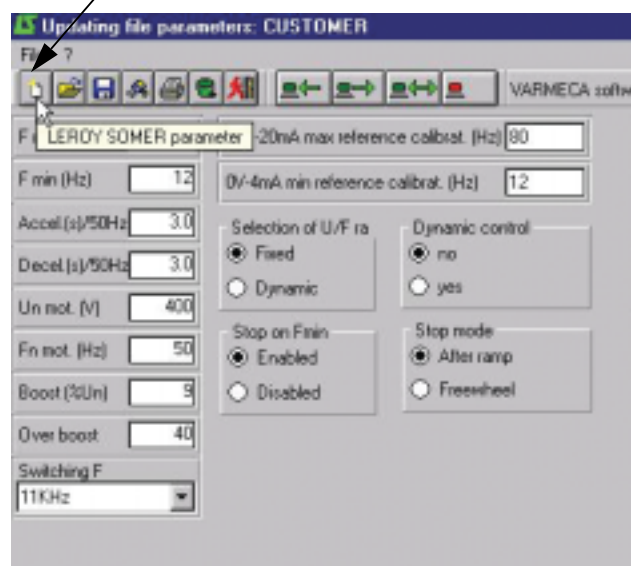 LS Updating file parameters: CUSTOMER
?
VARMECA softw
LEROY SOMER parameter
-20mA max reference calibrat. (Hz) 80
F min (Hz) 12
0V-4mA min reference calibrat. (Hz) 12
Accel.(s)/50Hz 3.0
Decel.(s)/50Hz 3.0
Un mot. (V) 400
Fn mot. (Hz) 50
Boost (%Un) 9
Over boost 40
Switching F
11KHz
Selection of U/F ra
Fixed
Dynamic
Dynamic control
no
yes
Stop on Fmin
Enabled
Disabled
Stop mode
After ramp
Freewheel